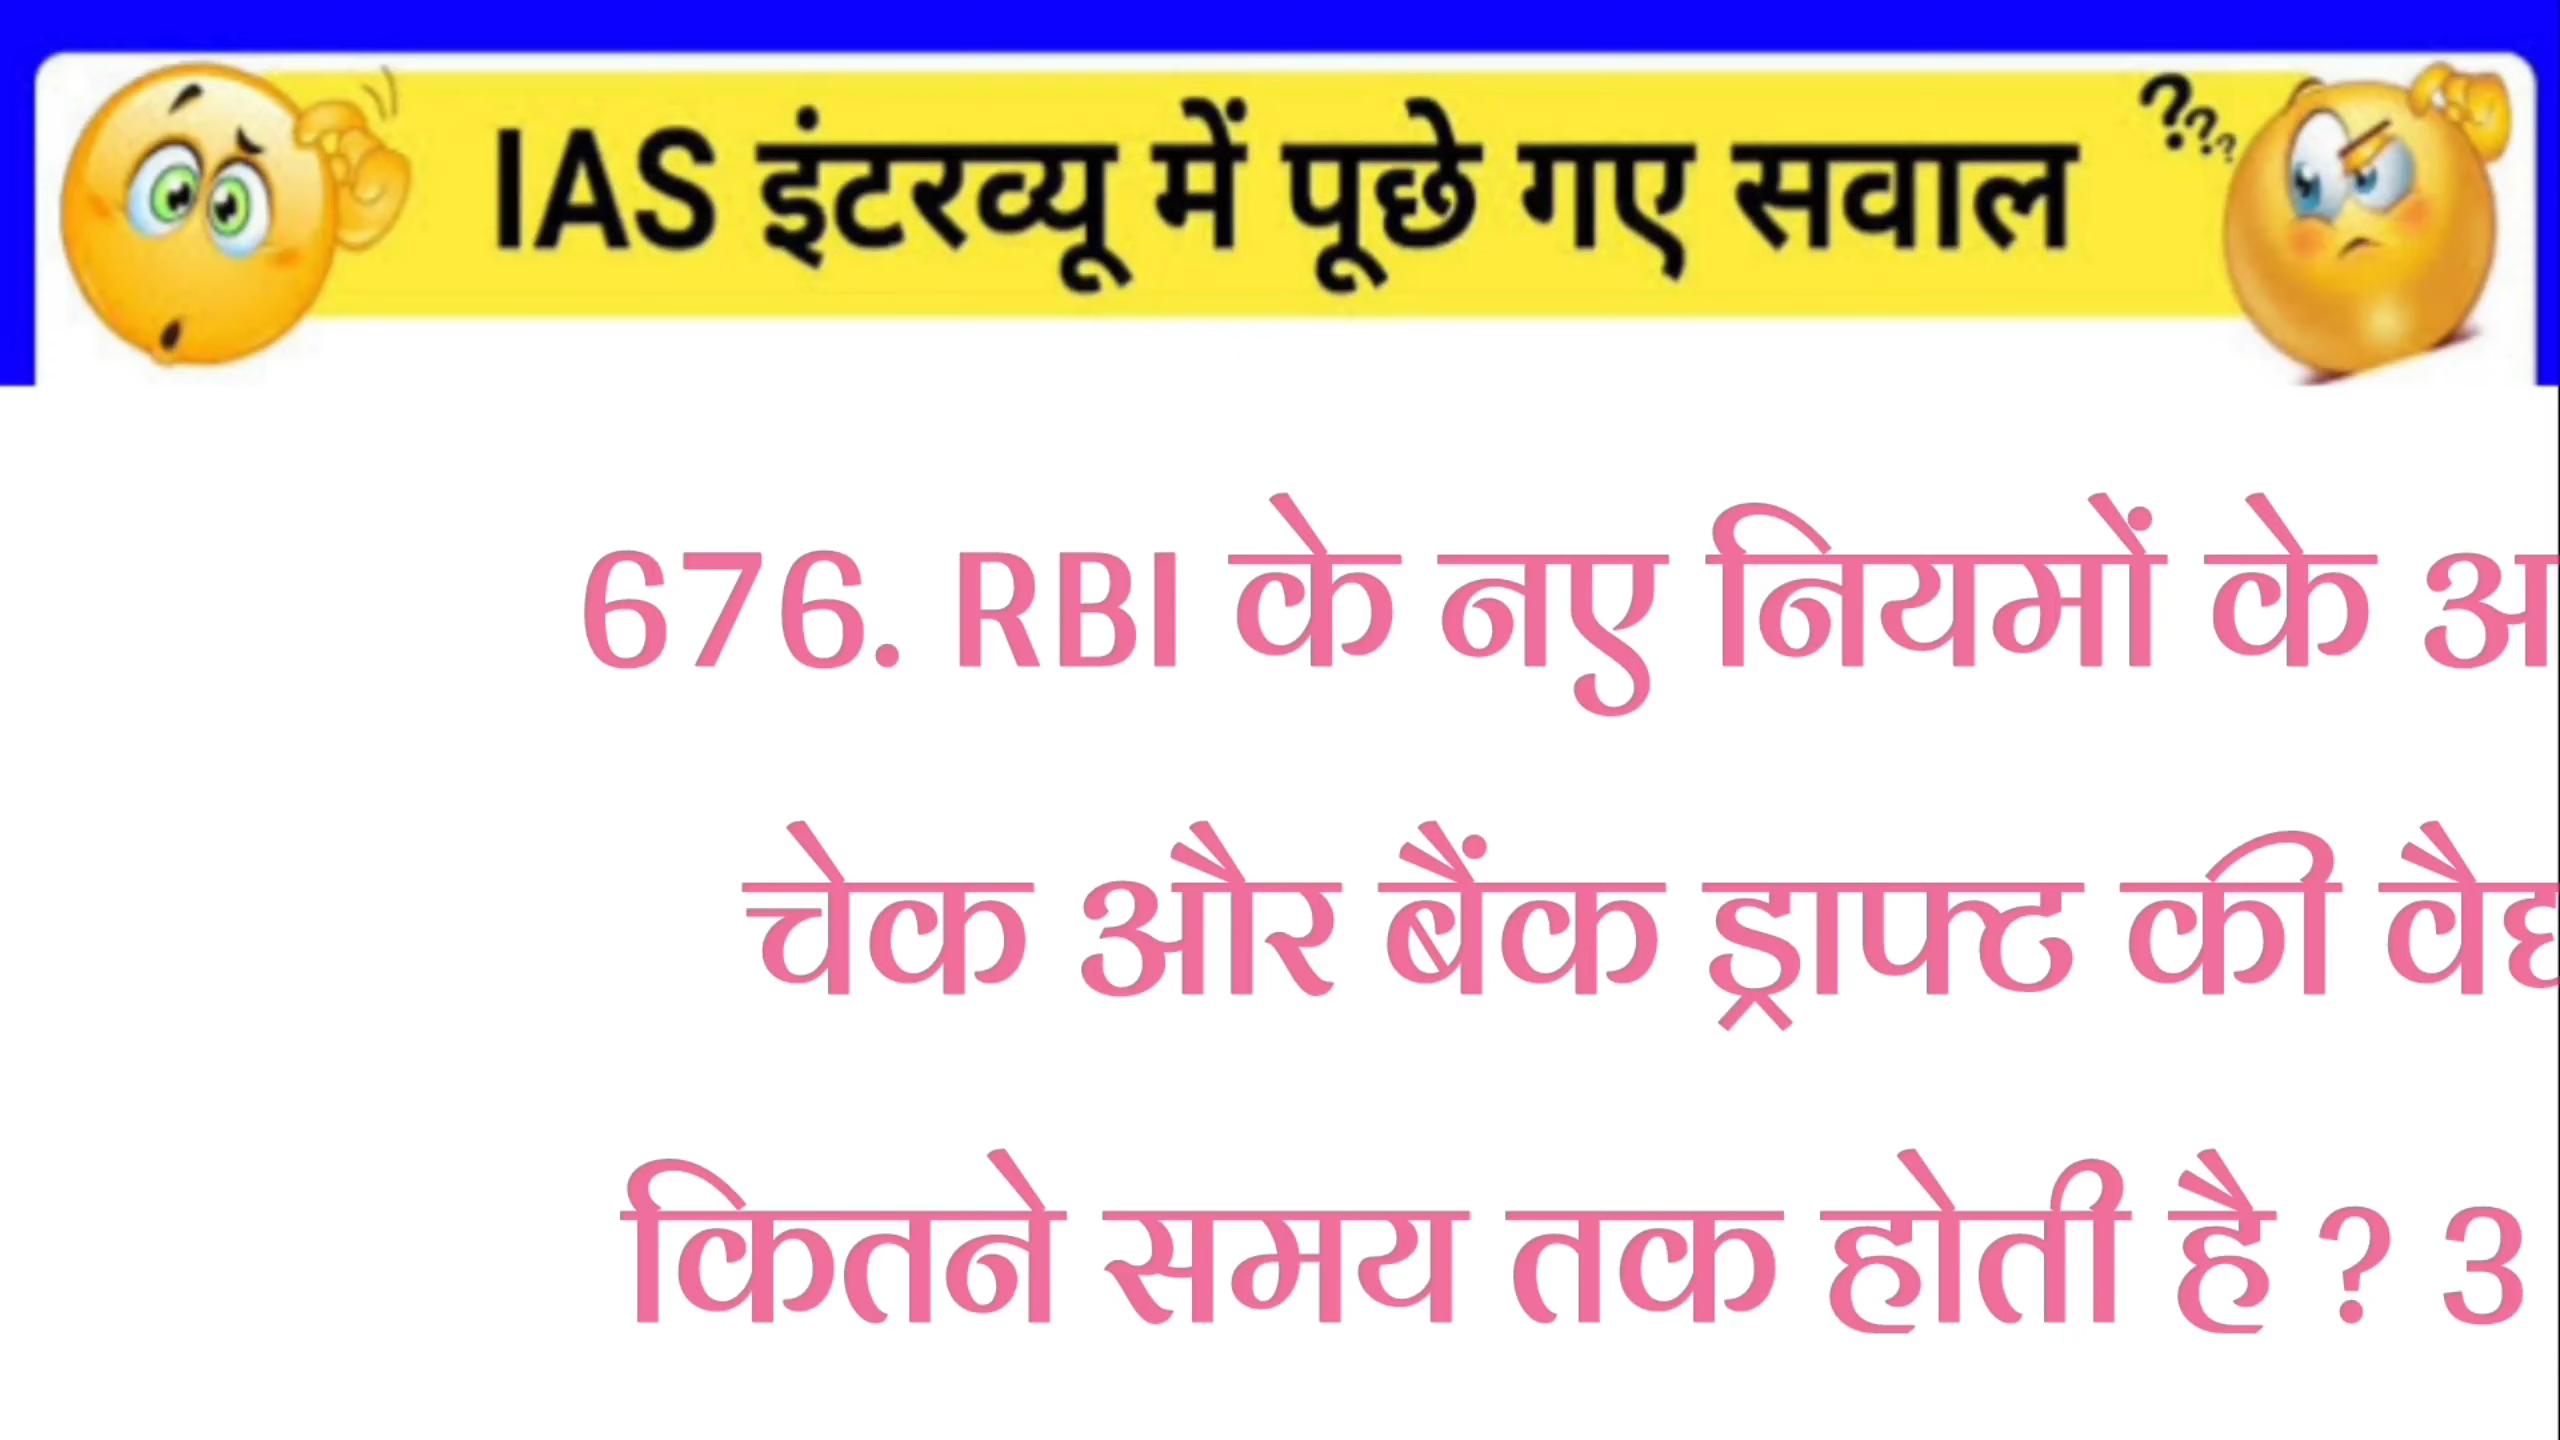 IAS इंटरव्यू में पूछे गए सवाल
???
676. RBI के नए नियमों के अ
चेक और बैंक ड्राफ्ट की
कितने समय तक होती है ? 3